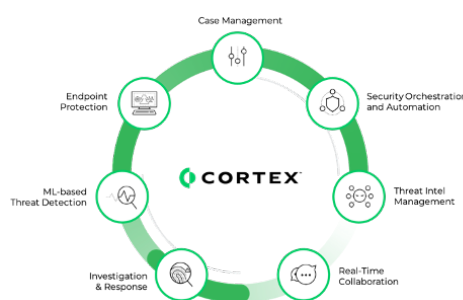 Case Management
Endpoint
Protection
Security Orchestration
and Automation
CORTEX™
ML-based
Threat Detection
Threat Intel
Management
Investigation
& Response
Real-Time
Collaboration